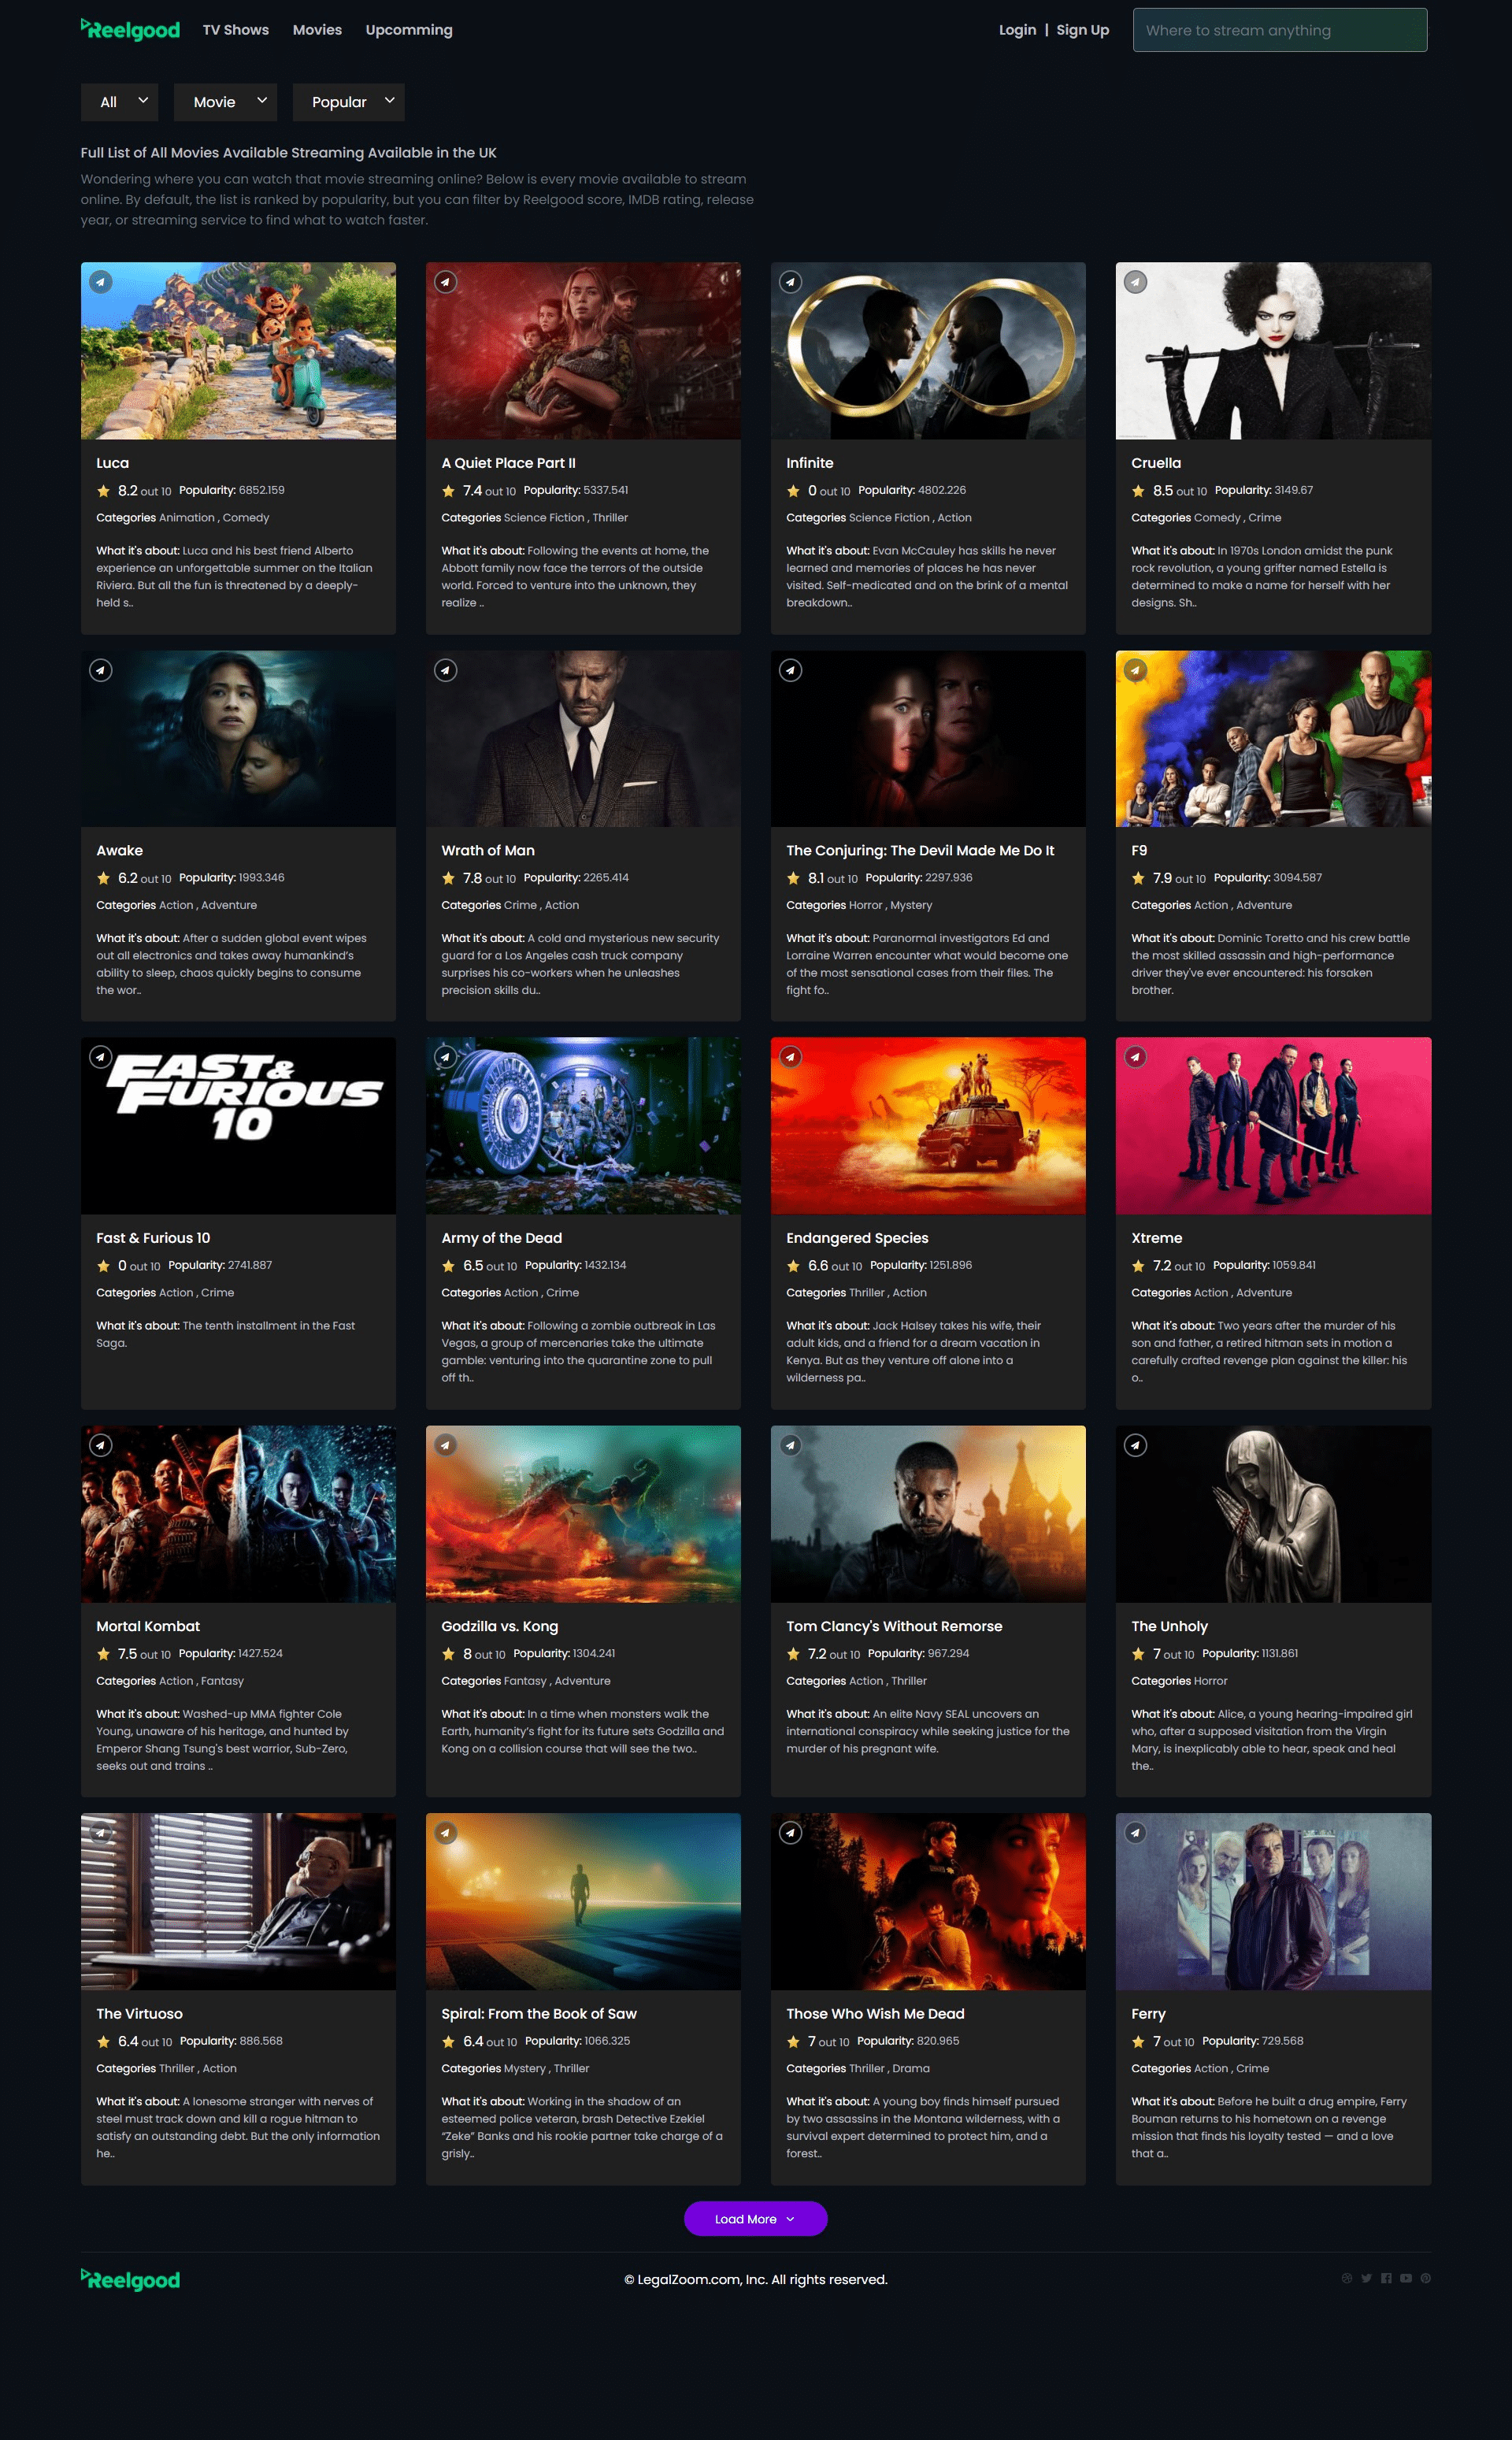 Reelgood
TV Shows
Movies
Upcomming
Login | Sign Up
Where to stream anything
All
Movie
Popular
Full List of All Movies Available Streaming Available in the UK
Wondering where you can watch that movie streaming online? Below is every movie available to stream
online. By default, the list is ranked by popularity, but you can filter by Reelgood score, IMDB rating, release
year, or streaming service to find what to watch faster.
Luca
8.2 out 10 Popularity: 6852.159
Categories Animation , Comedy
What it's about: Luca and his best friend Alberto
experience an unforgettable summer on the Italian
Riviera. But all the fun is threatened by a deeply-
held s..
A Quiet Place Part II
7.4 out 10 Popularity: 5337.541
Categories Science Fiction , Thriller
What it's about: Following the events at home, the
Abbott family now face the terrors of the outside
world. Forced to venture into the unknown, they
realize ..
Infinite
0 out 10 Popularity: 4802.226
Categories Science Fiction , Action
What it's about: Evan McCauley has skills he never
learned and memories of places he has never
visited. Self-medicated and on the brink of a mental
breakdown..
Cruella
8.5 out 10 Popularity: 3149.67
Categories Comedy , Crime
What it's about: In 1970s London amidst the punk
rock revolution, a young grifter named Estella is
determined to make a name for herself with her
designs. Sh..
Awake
6.2 out 10 Popularity: 1993.346
Categories Action , Adventure
What it's about: After a sudden global event wipes
out all electronics and takes away humankind's
ability to sleep, chaos quickly begins to consume
the wor..
Wrath of Man
7.8 out 10 Popularity: 2265.414
Categories Crime , Action
What it's about: A cold and mysterious new security
guard for a Los Angeles cash truck company
surprises his co-workers when he unleashes
precision skills du..
The Conjuring: The Devil Made Me Do It
8.1 out 10 Popularity: 2297.936
Categories Horror , Mystery
What it's about: Paranormal investigators Ed and
Lorraine Warren encounter what would become one
of the most sensational cases from their files. The
fight fo..
F9
7.9 out 10 Popularity: 3094.587
Categories Action , Adventure
What it's about: Dominic Toretto and his crew battle
the most skilled assassin and high-performance
driver they've ever encountered: his forsaken
brother.
FAST &
FURIOUS
10
Fast & Furious 10
0 out 10 Popularity: 2741.887
Categories Action , Crime
What it's about: The tenth installment in the Fast
Saga.
Army of the Dead
6.5 out 10 Popularity: 1432.134
Categories Action , Crime
What it's about: Following a zombie outbreak in Las
Vegas, a group of mercenaries take the ultimate
gamble: venturing into the quarantine zone to pull
off th..
Endangered Species
6.6 out 10 Popularity: 1251.896
Categories Thriller , Action
What it's about: Jack Halsey takes his wife, their
adult kids, and a friend for a dream vacation in
Kenya. But as they venture off alone into a
wilderness pa..
Xtreme
7.2 out 10 Popularity: 1059.841
Categories Action , Adventure
What it's about: Two years after the murder of his
son and father, a retired hitman sets in motion a
carefully crafted revenge plan against the killer: his
o..
Mortal Kombat
7.5 out 10 Popularity: 1427.524
Categories Action , Fantasy
What it's about: Washed-up MMA fighter Cole
Young, unaware of his heritage, and hunted by
Emperor Shang Tsung's best warrior, Sub-Zero,
seeks out and trains ..
Godzilla vs. Kong
8 out 10 Popularity: 1304.241
Categories Fantasy , Adventure
What it's about: In a time when monsters walk the
Earth, humanity's fight for its future sets Godzilla and
Kong on a collision course that will see the two..
Tom Clancy's Without Remorse
7.2 out 10 Popularity: 967.294
Categories Action , Thriller
What it's about: An elite Navy SEAL uncovers an
international conspiracy while seeking justice for the
murder of his pregnant wife.
The Unholy
7 out 10 Popularity: 1131.861
Categories Horror
What it's about: Alice, a young hearing-impaired girl
who, after a supposed visitation from the Virgin
Mary, is inexplicably able to hear, speak and heal
the..
The Virtuoso
6.4 out 10 Popularity: 886.568
Categories Thriller , Action
What it's about: A lonesome stranger with nerves of
steel must track down and kill a rogue hitman to
satisfy an outstanding debt. But the only information
he..
Spiral: From the Book of Saw
6.4 out 10 Popularity: 1066.325
Categories Mystery , Thriller
What it's about: Working in the shadow of an
esteemed police veteran, brash Detective Ezekiel
“Zeke” Banks and his rookie partner take charge of a
grisly..
Those Who Wish Me Dead
7 out 10 Popularity: 820.965
Categories Thriller , Drama
What it's about: A young boy finds himself pursued
by two assassins in the Montana wilderness, with a
survival expert determined to protect him, and a
forest..
Ferry
7 out 10 Popularity: 729.568
Categories Action , Crime
What it's about: Before he built a drug empire, Ferry
Bouman returns to his hometown on a revenge
mission that finds his loyalty tested — and a love
that a..
Load More
Reelgood
© LegalZoom.com, Inc. All rights reserved.